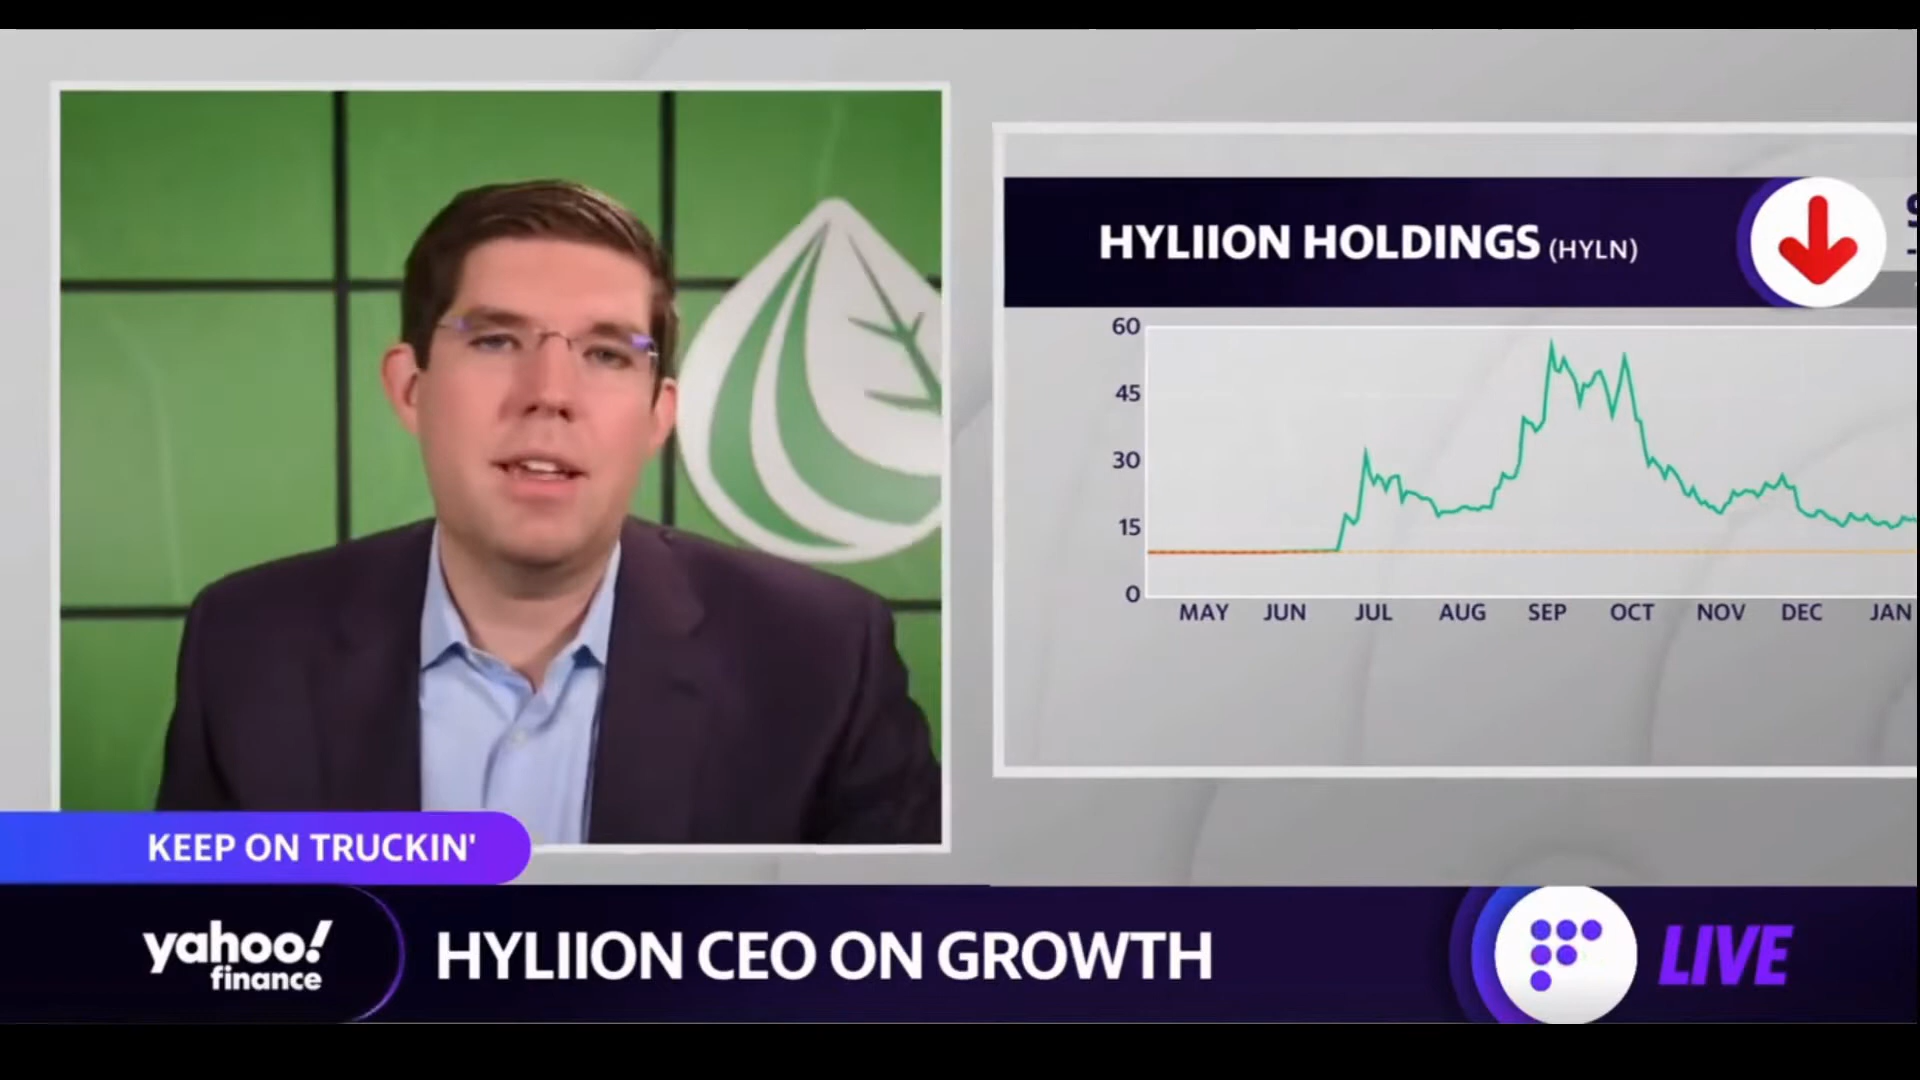 HYLIION HOLDINGS (HYLN)
60
45
30
15
0
MAY JUN JUL AUG SEP OCT NOV DEC JAN
KEEP ON TRUCKIN'
yahoo!
finance
HYLIION CEO ON GROWTH
LIVE